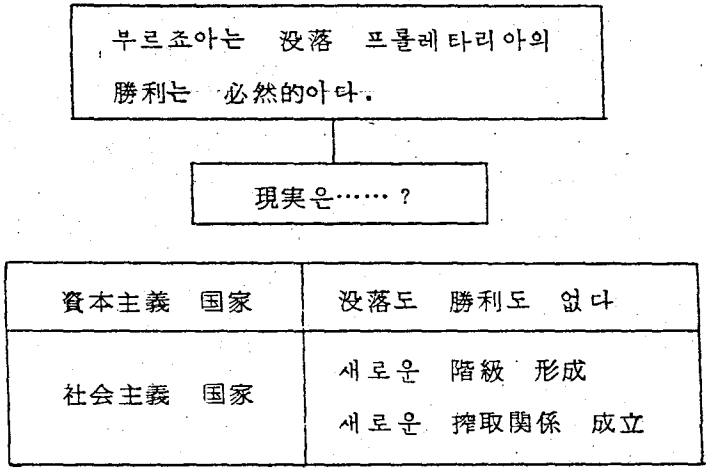 부르죠아는 没落 프롤레타리아의
勝利는 必然的아다.
現実은…… ?
資本主義 国家 没落도 勝利도 없다
社会主義 国家
새로운 階級 形成
새로운 搾取関係 成立